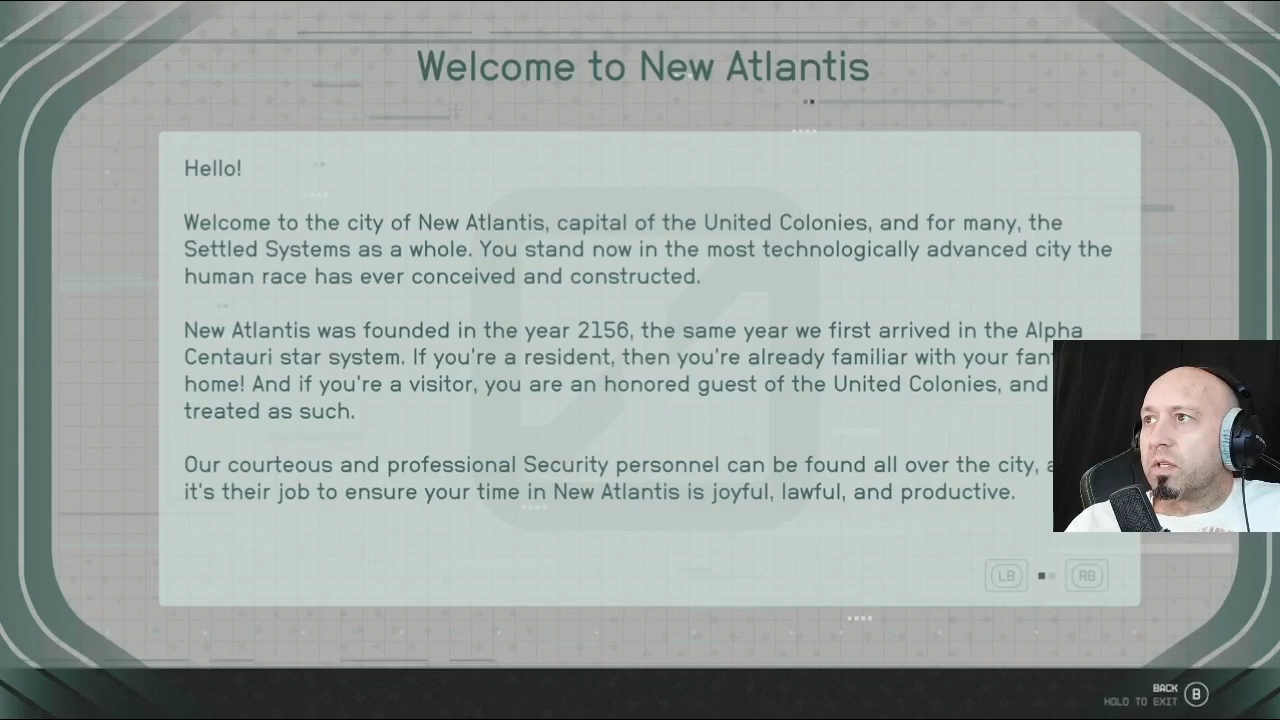 Welcome to New Atlantis
Hello!
Welcome to the city of New Atlantis, capital of the United Colonies, and for many, the
Settled Systems as a whole. You stand now in the most technologically advanced city the
human race has ever conceived and constructed.
New Atlantis was founded in the year 2156, the same year we first arrived in the Alpha
Centauri star system. If you're a resident, then you're already familiar with your
home! And if you're a visitor, you are an honored guest of the United Colonies, and
treated as such.
Our courteous and professional Security personnel can be found all over the city,
it's their job to ensure your time in New Atlantis is joyful, lawful, and productive.
LB RB
BACK
HOLD TO EXIT B